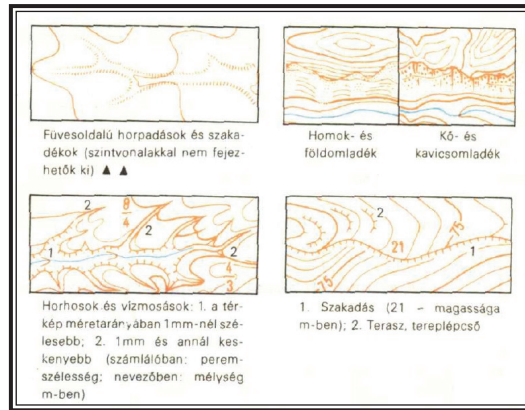 Füvesoldalú horpadások és szaka-
dékok (szintvonalakkal nem fejez-
hetők ki) ▲ ▲
Homok- és
földomladék
Kő- és
kavicsomladék
2
8
4
2
1
2
4
3
Horhosok és vízmosások: 1. a tér-
kép méretarányában 1mm-nél szé-
lesebb; 2. 1mm és annál kes-
kenyebb (számlálóban: perem-
szélesség; nevezőben: mélység
m-ben)
2
75
21
1
75
1. Szakadás (21 – magassága
m-ben); 2. Terasz, tereplépcső